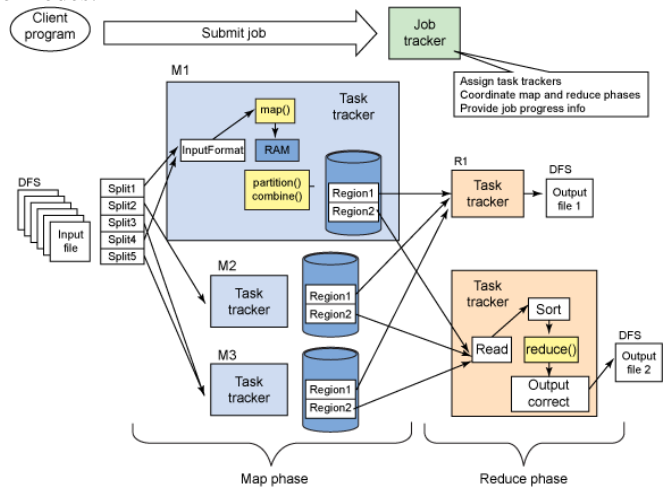 Client
program
Submit job
Job
tracker
Assign task trackers
Coordinate map and reduce phases
Provide job progress info
M1
map()
Task
tracker
InputFormat
RAM
partition()
combine()
Region1
Region2
DFS
Input
file
Split1
Split2
Split3
Split4
Split5
M2
Task
tracker
Region1
Region2
M3
Task
tracker
Region1
Region2
R1
Task
tracker
DFS
Output
file 1
Task
tracker
Sort
Read
reduce()
Output
correct
DFS
Output
file 2
Map phase
Reduce phase